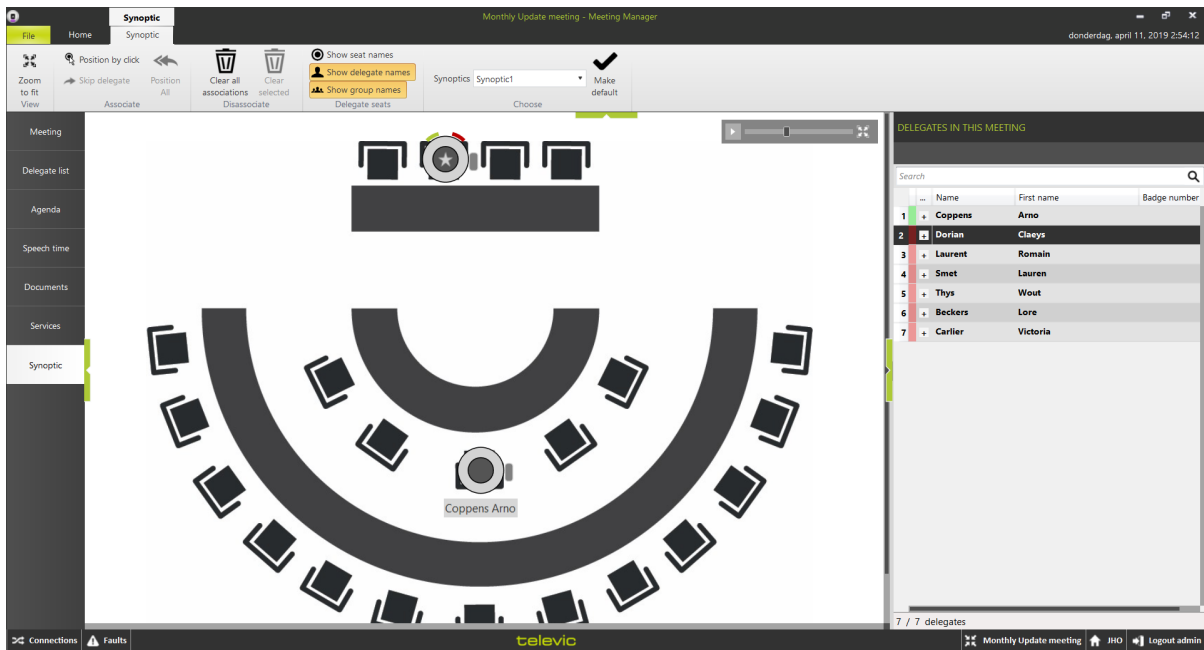 Synoptic
Monthly Update meeting - Meeting Manager
File
Home
Synoptic
donderdag, april 11, 2019 2:54:12
Zoom to fit
View
Position by click
Skip delegate
Position All
Associate
Clear all associations
Clear selected
Disassociate
Show seat names
Show delegate names
Show group names
Delegate seats
Synoptics Synoptic1
Make default
Choose
Meeting
Delegate list
Agenda
Speech time
Documents
Services
Synoptic
Coppens Arno
DELEGATES IN THIS MEETING
Search
... Name First name Badge number
1 + Coppens Arno
2 + Dorian Claeys
3 + Laurent Romain
4 + Smet Lauren
5 + Thys Wout
6 + Beckers Lore
7 + Carlier Victoria
7 / 7 delegates
Connections
Faults
televic
Monthly Update meeting
JHO
Logout admin